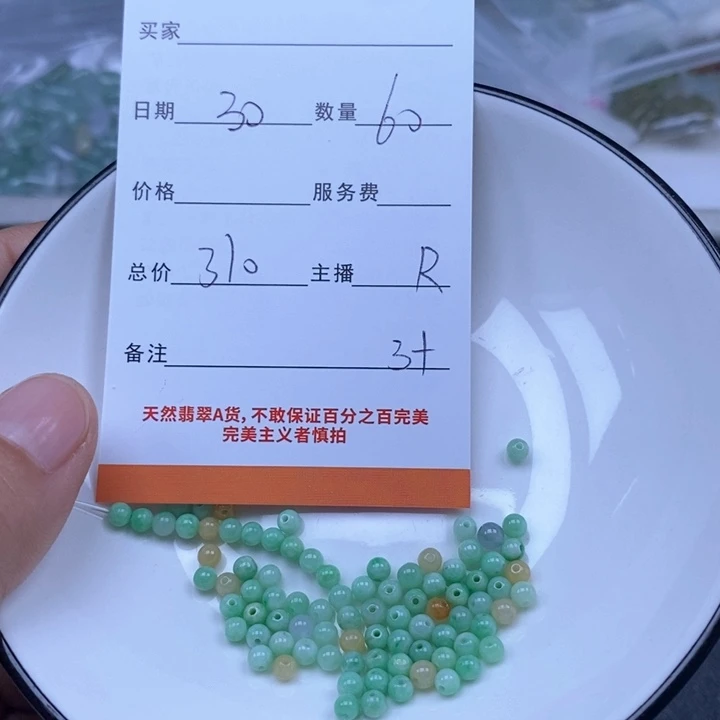 买家
日期 30 数量 60
价格 服务费
总价 310 主播 R
备注 3+
天然翡翠A货,不敢保证百分之百完美
完美主义者慎拍